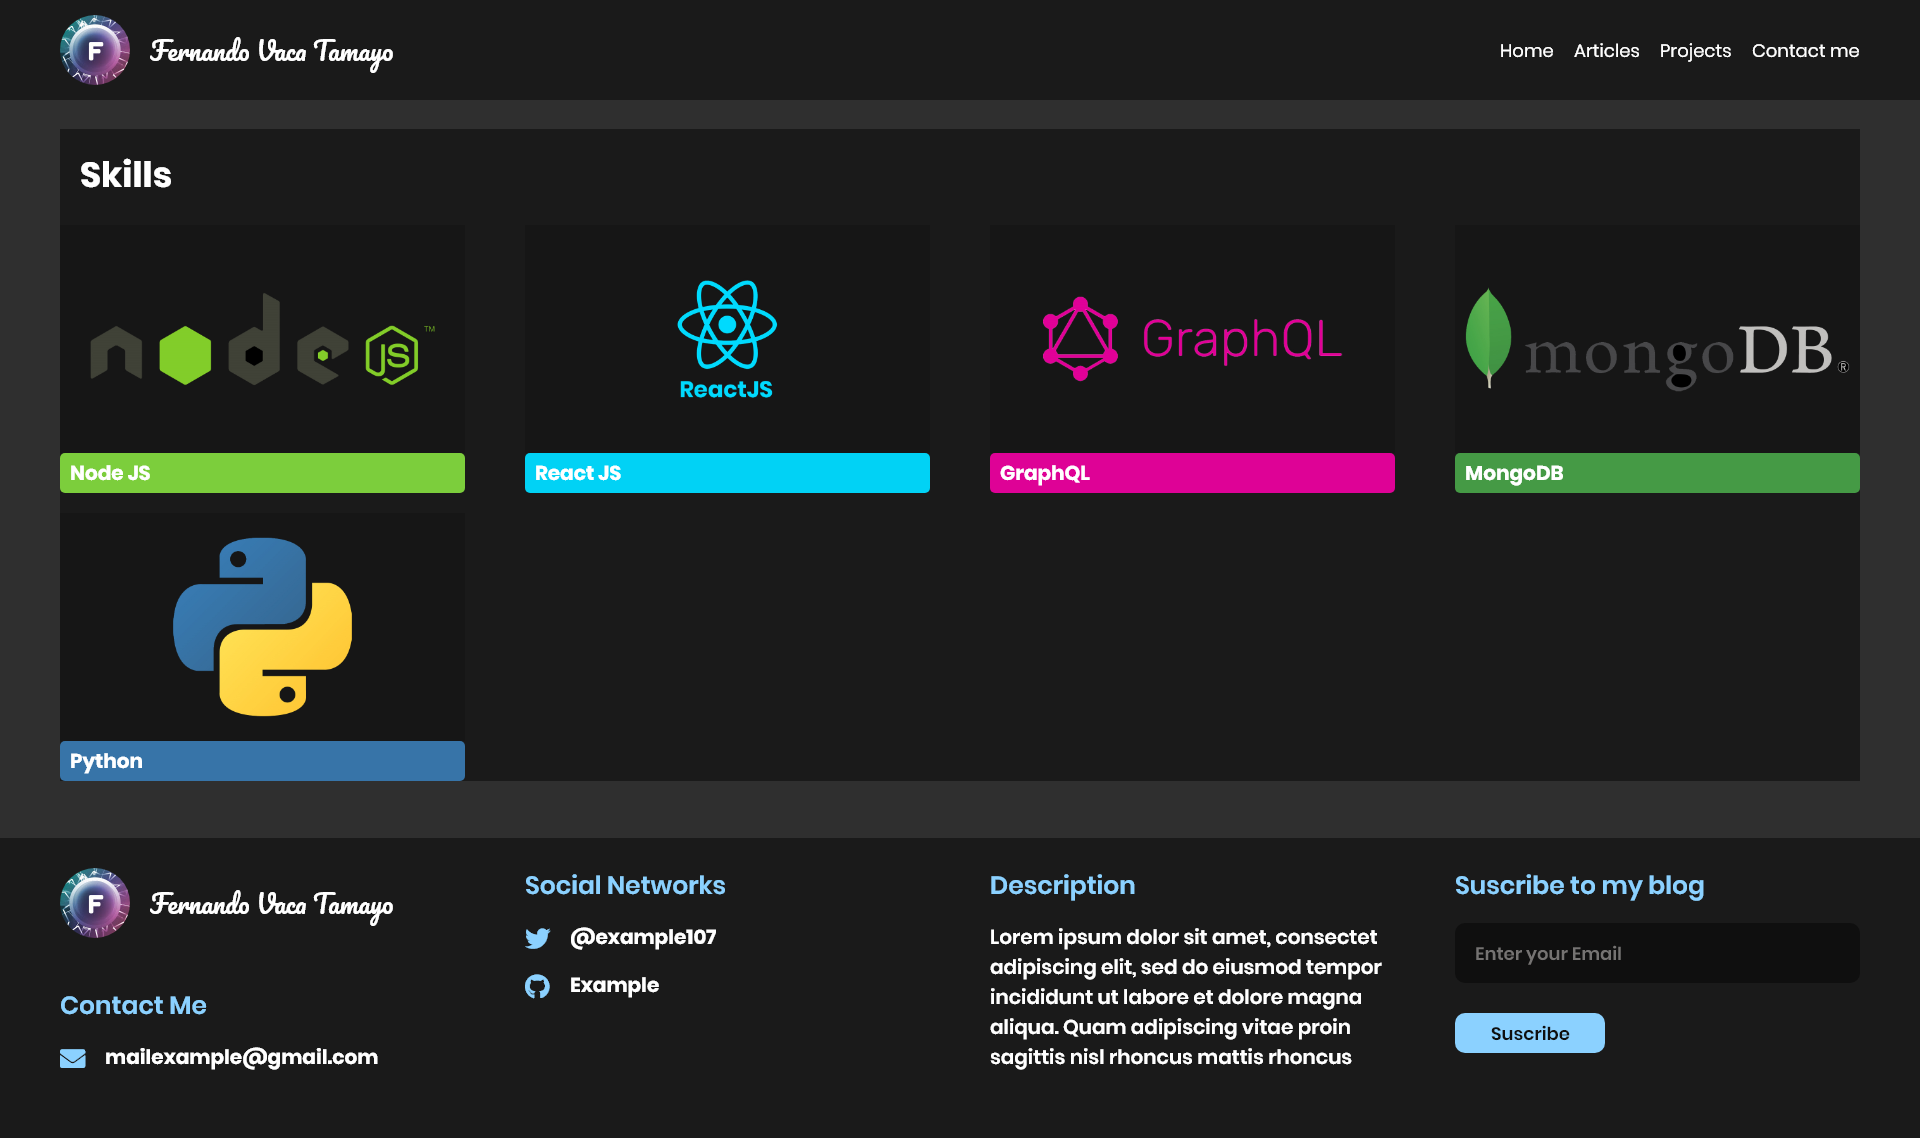 F
Fernando Vaca Tamayo
Home Articles Projects Contact me
Skills
node JS ™
ReactJS
GraphQL
mongoDB ®
Node JS
React JS
GraphQL
MongoDB
Python
F
Fernando Vaca Tamayo
Contact Me
mailexample@gmail.com
Social Networks
@example107
Example
Description
Lorem ipsum dolor sit amet, consectet
adipiscing elit, sed do eiusmod tempor
incididunt ut labore et dolore magna
aliqua. Quam adipiscing vitae proin
sagittis nisl rhoncus mattis rhoncus
Suscribe to my blog
Enter your Email
Suscribe